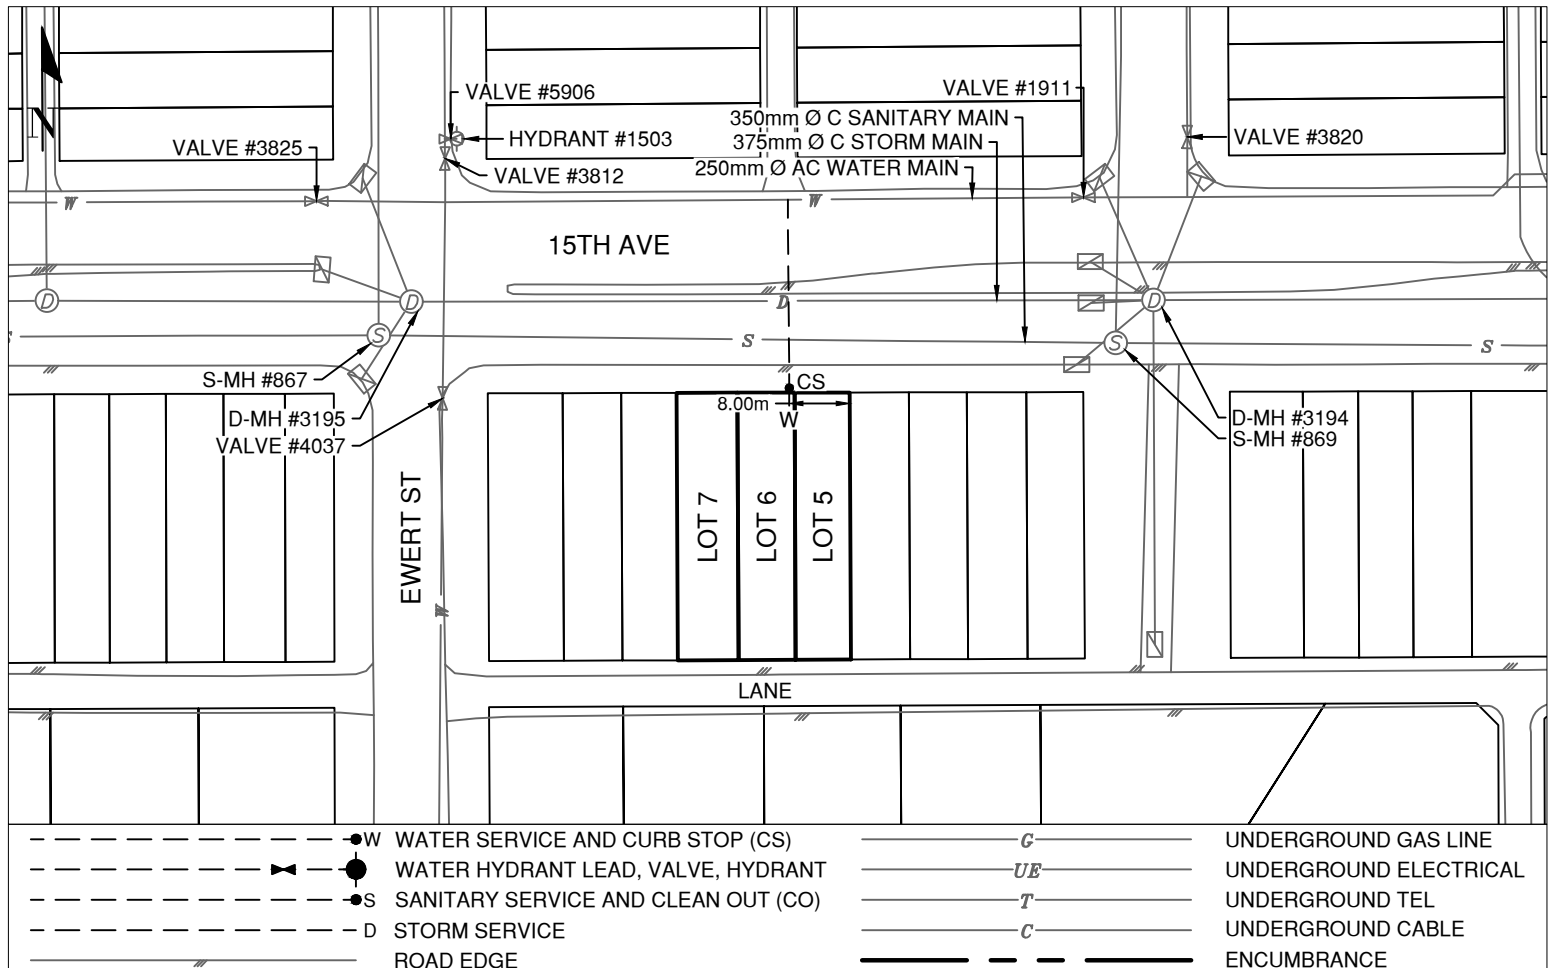 N
VALVE #5906
VALVE #1911
350mm Ø C SANITARY MAIN
HYDRANT #1503
375mm Ø C STORM MAIN
VALVE #3820
VALVE #3825
VALVE #3812
250mm Ø AC WATER MAIN
W
W
15TH AVE
D
D
D
D
S
S
S
S
S-MH #867
CS
8.00m
W
D-MH #3195
VALVE #4037
D-MH #3194
S-MH #869
EWERT ST
LOT 7
LOT 6
LOT 5
W
LANE
W WATER SERVICE AND CURB STOP (CS)
WATER HYDRANT LEAD, VALVE, HYDRANT
S SANITARY SERVICE AND CLEAN OUT (CO)
D STORM SERVICE
ROAD EDGE
G UNDERGROUND GAS LINE
UE UNDERGROUND ELECTRICAL
T UNDERGROUND TEL
C UNDERGROUND CABLE
ENCUMBRANCE